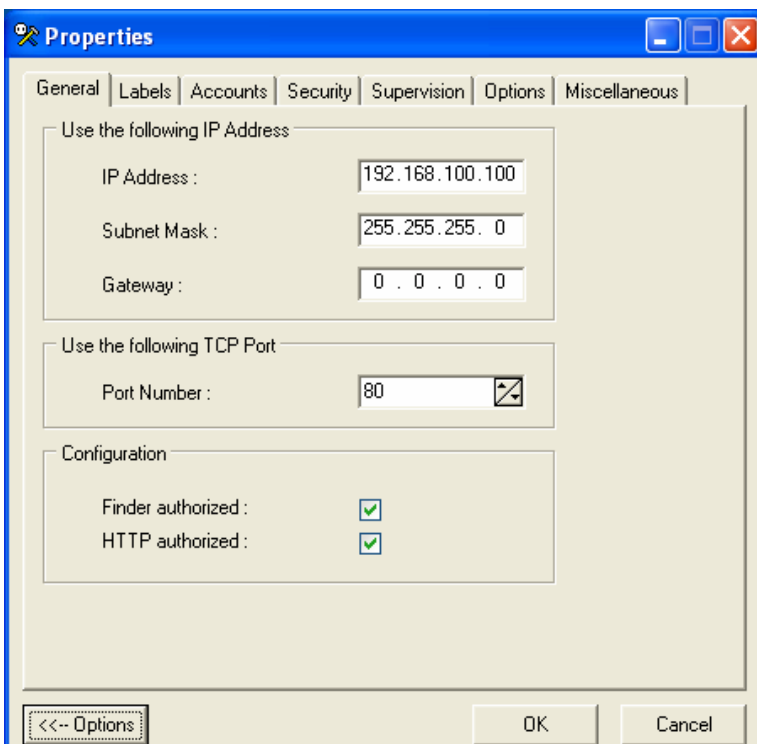 Properties
General Labels Accounts Security Supervision Options Miscellaneous
Use the following IP Address
IP Address : 192.168.100.100
Subnet Mask : 255.255.255. 0
Gateway : 0 . 0 . 0 . 0
Use the following TCP Port
Port Number : 80
Configuration
Finder authorized :
HTTP authorized :
<<-- Options OK Cancel